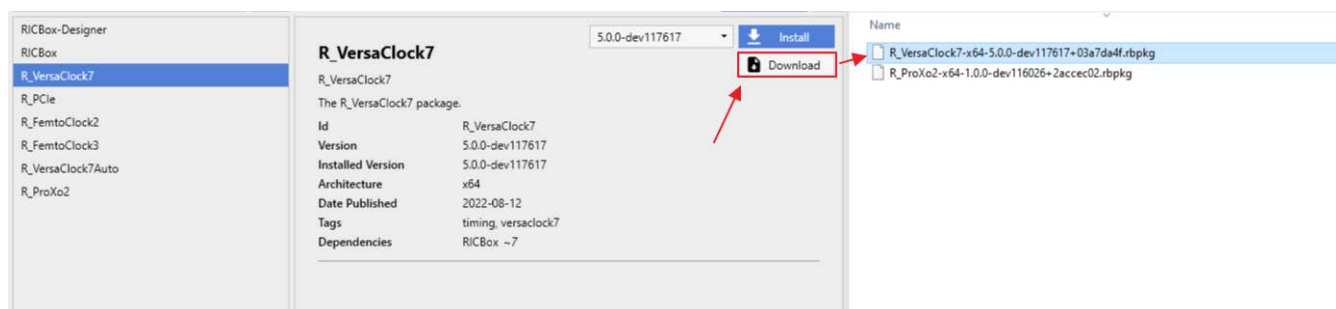 RICBox-Designer
RICBox
R_VersaClock7
R_PCIe
R_FemtoClock2
R_FemtoClock3
R_VersaClock7Auto
R_ProXo2
5.0.0-dev117617
Install
R_VersaClock7
Download
R_VersaClock7
The R_VersaClock7 package.
Id R_VersaClock7
Version 5.0.0-dev117617
Installed Version 5.0.0-dev117617
Architecture x64
Date Published 2022-08-12
Tags timing, versaclock7
Dependencies RICBox ~7
Name
R_VersaClock7-x64-5.0.0-dev117617+03a7da4f.rbpkg
R_ProXo2-x64-1.0.0-dev116026+2accec02.rbpkg